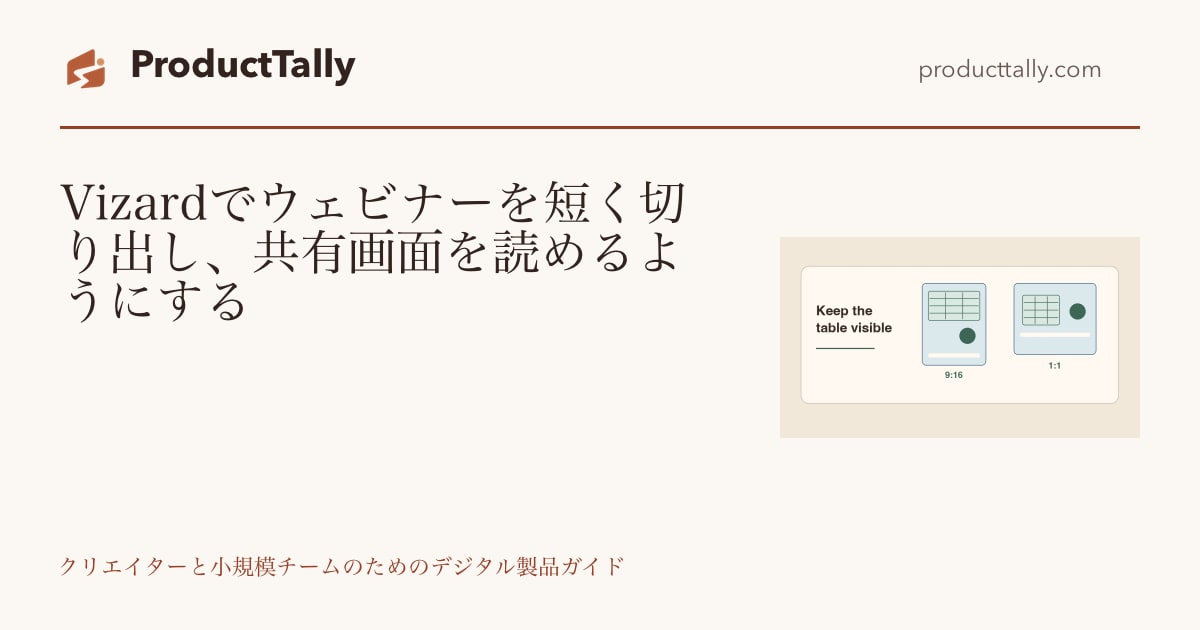 ProductTally
producttally.com
Vizardでウェビナーを短く切
り出し、共有画面を読めるよ
うにする
Keep the
table visible
9:16
1:1
クリエイターと小規模チームのためのデジタル製品ガイド